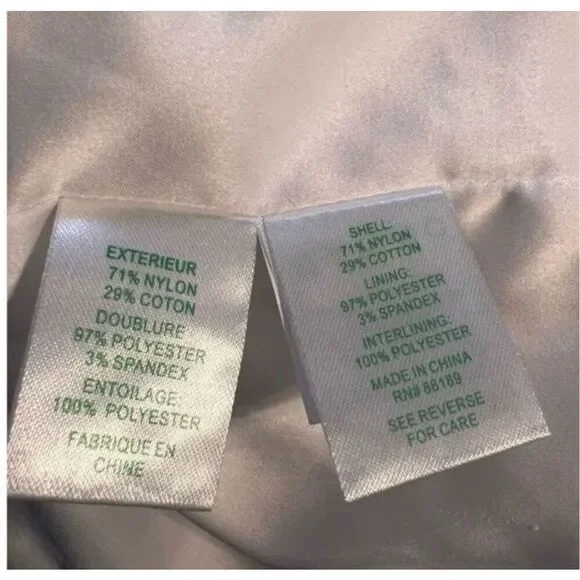 EXTERIEUR
71% NYLON
29% COTON
DOUBLURE
97% POLYESTER
3% SPANDEX
ENTOILAGE:
100% POLYESTER
FABRIQUE EN
CHINE
SHELL:
71% NYLON
29% COTTON
LINING:
97% POLYESTER
3% SPANDEX
INTERLINING:
100% POLYESTER
MADE IN CHINA
RN# 88169
SEE REVERSE
FOR CARE